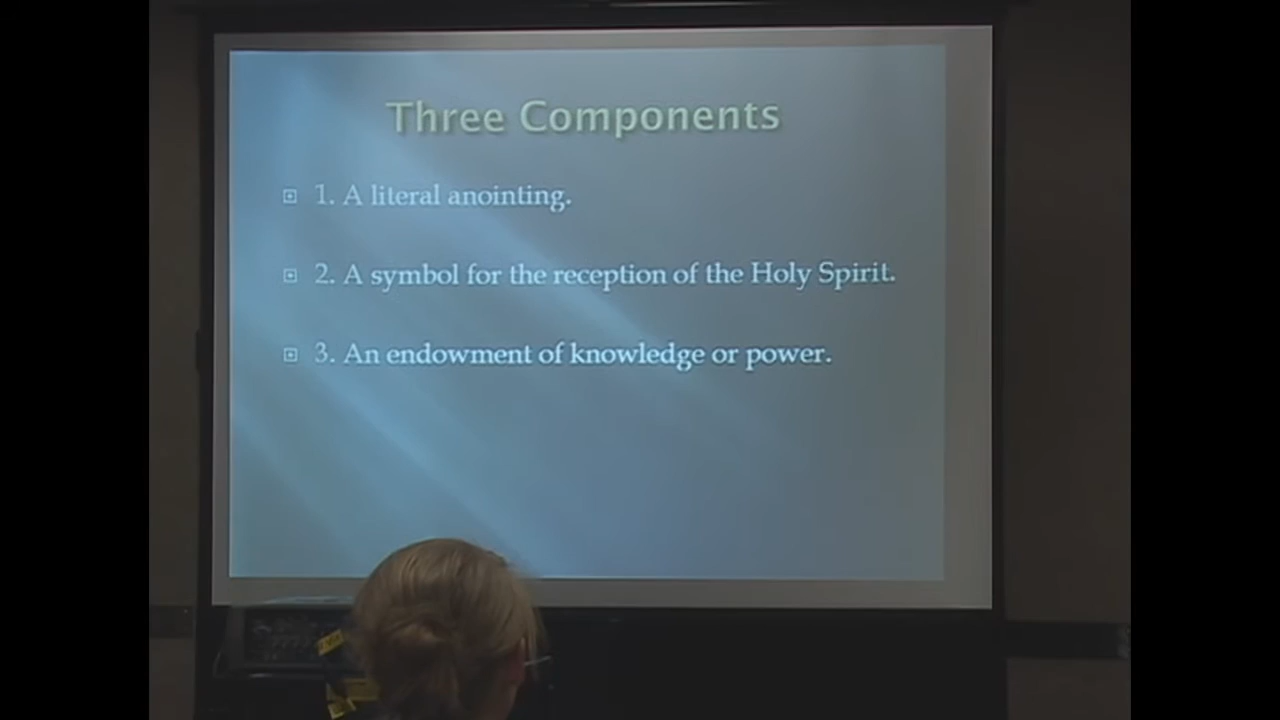 Three Components
1. A literal anointing.
2. A symbol for the reception of the Holy Spirit.
3. An endowment of knowledge or power.